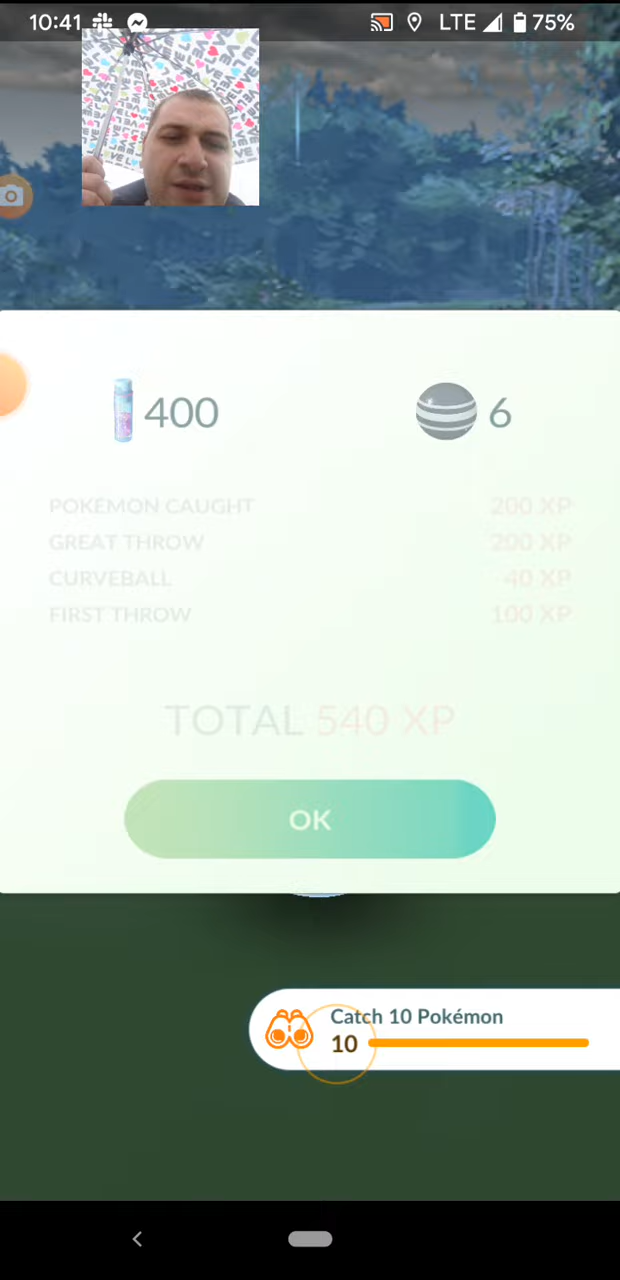 10:41 LTE 75%
400 6
POKÉMON CAUGHT 200 XP
GREAT THROW 200 XP
CURVEBALL 40 XP
FIRST THROW 100 XP
TOTAL 540 XP
OK
Catch 10 Pokémon
10